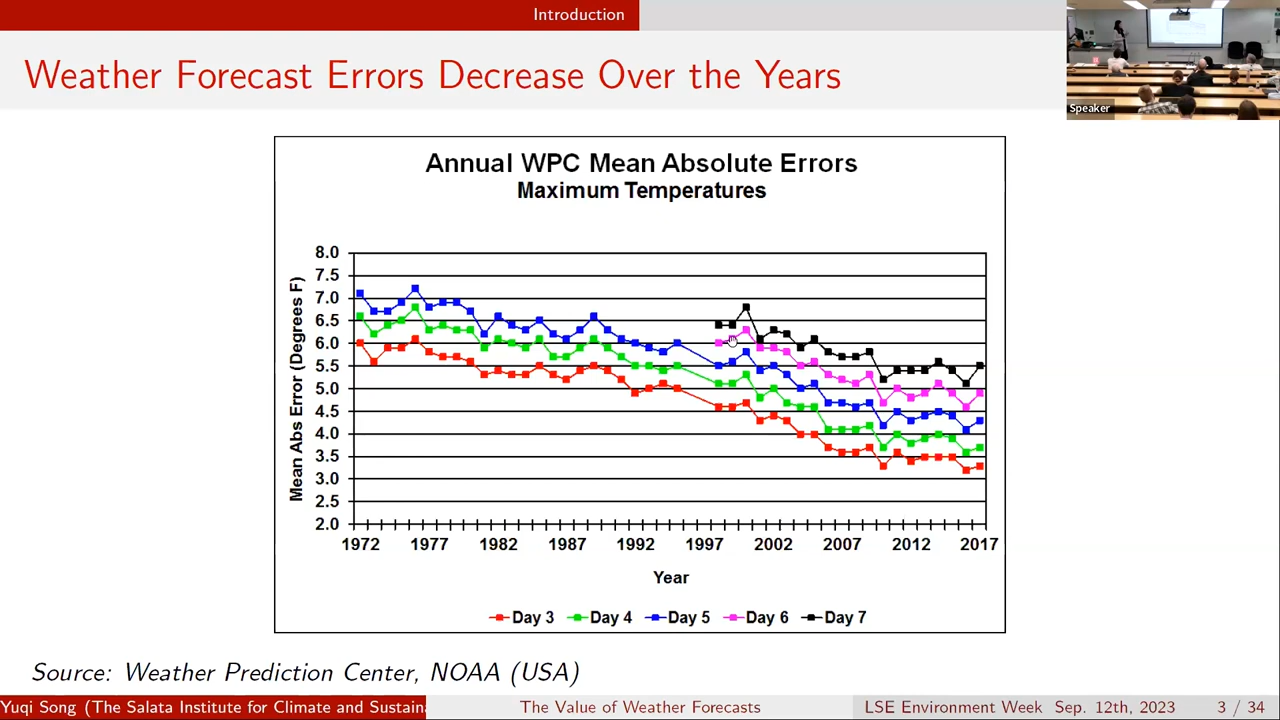 Introduction
Weather Forecast Errors Decrease Over the Years
Speaker
Annual WPC Mean Absolute Errors
Maximum Temperatures
8.0
7.5
7.0
6.5
6.0
5.5
5.0
4.5
4.0
3.5
3.0
2.5
2.0
Mean Abs Error (Degrees F)
1972 1977 1982 1987 1992 1997 2002 2007 2012 2017
Year
Day 3 Day 4 Day 5 Day 6 Day 7
Source: Weather Prediction Center, NOAA (USA)
Yuqi Song (The Salata Institute for Climate and Sustain
The Value of Weather Forecasts
LSE Environment Week Sep. 12th, 2023 3 / 34